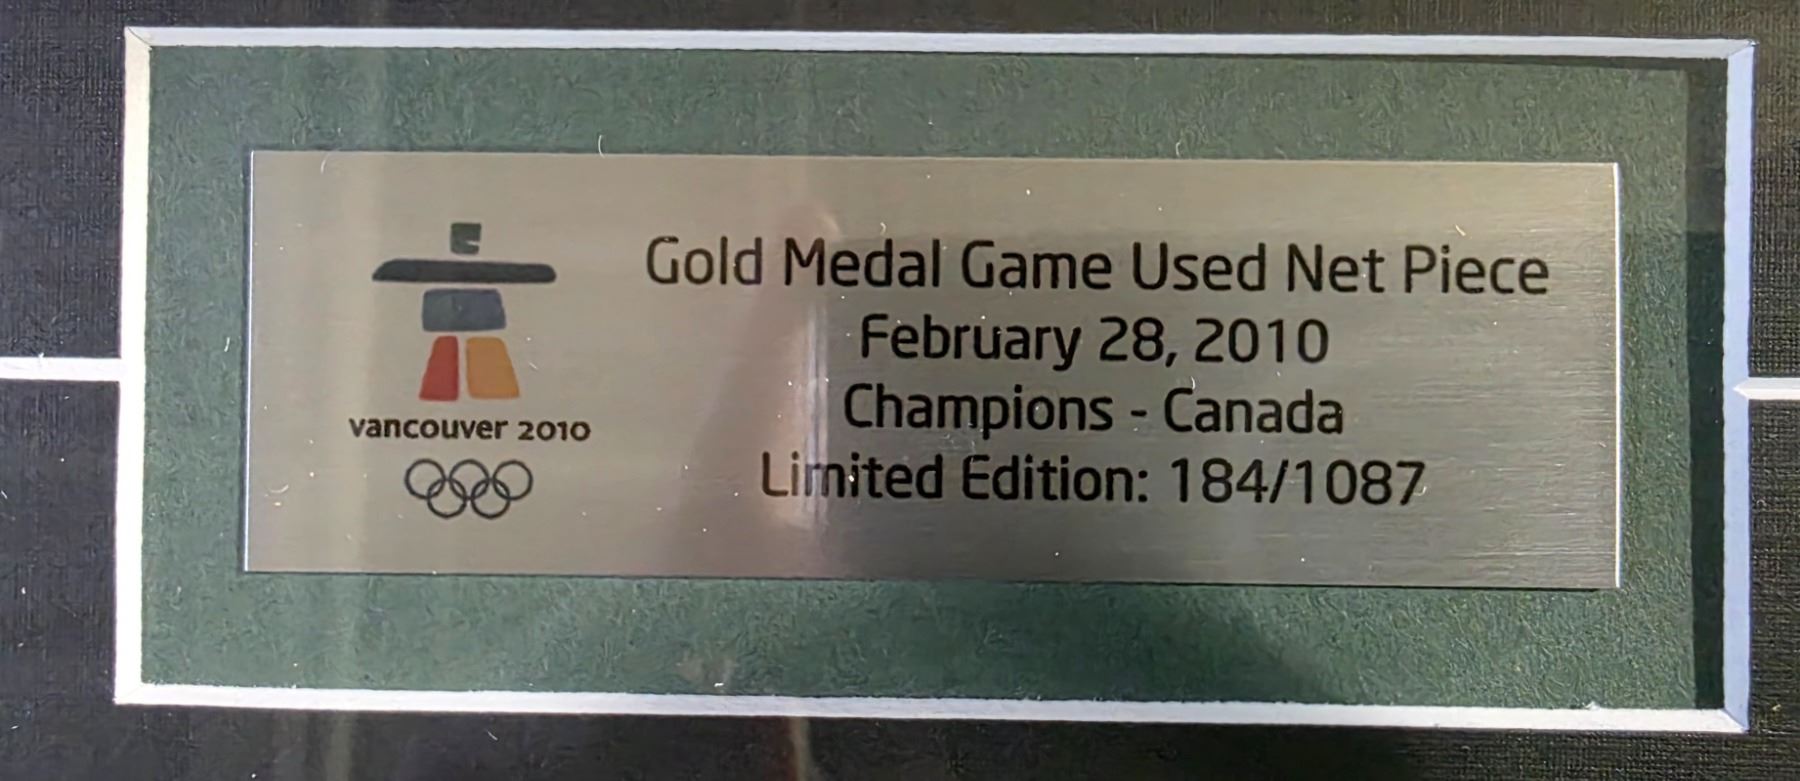 Gold Medal Game Used Net Piece
February 28, 2010
Champions - Canada
Limited Edition: 184/1087
vancouver 2010